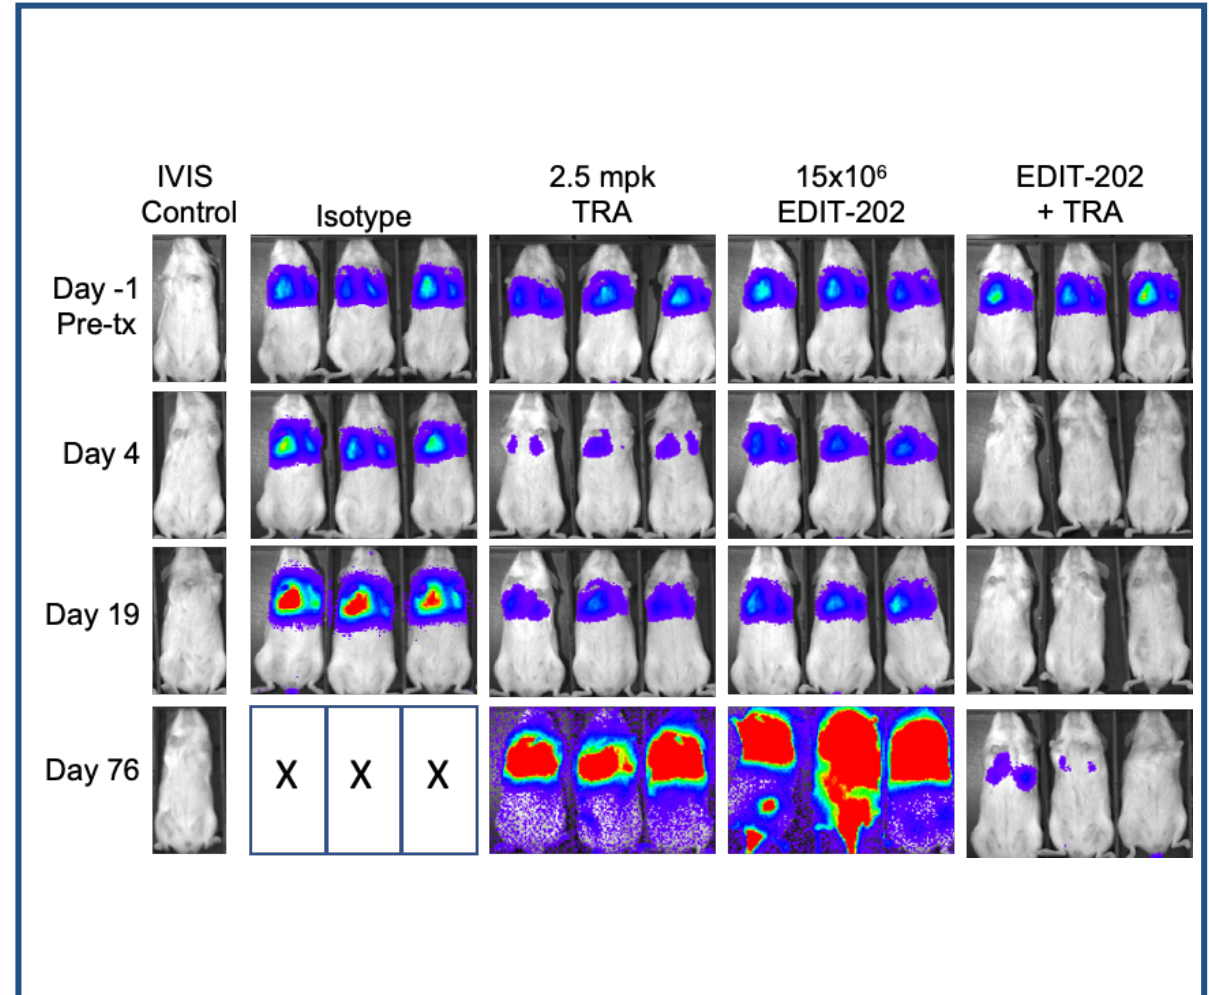 IVIS
Control
Isotype
2.5 mpk
TRA
15x10⁶
EDIT-202
EDIT-202
+ TRA
Day -1
Pre-tx
Day 4
Day 19
Day 76
X X X